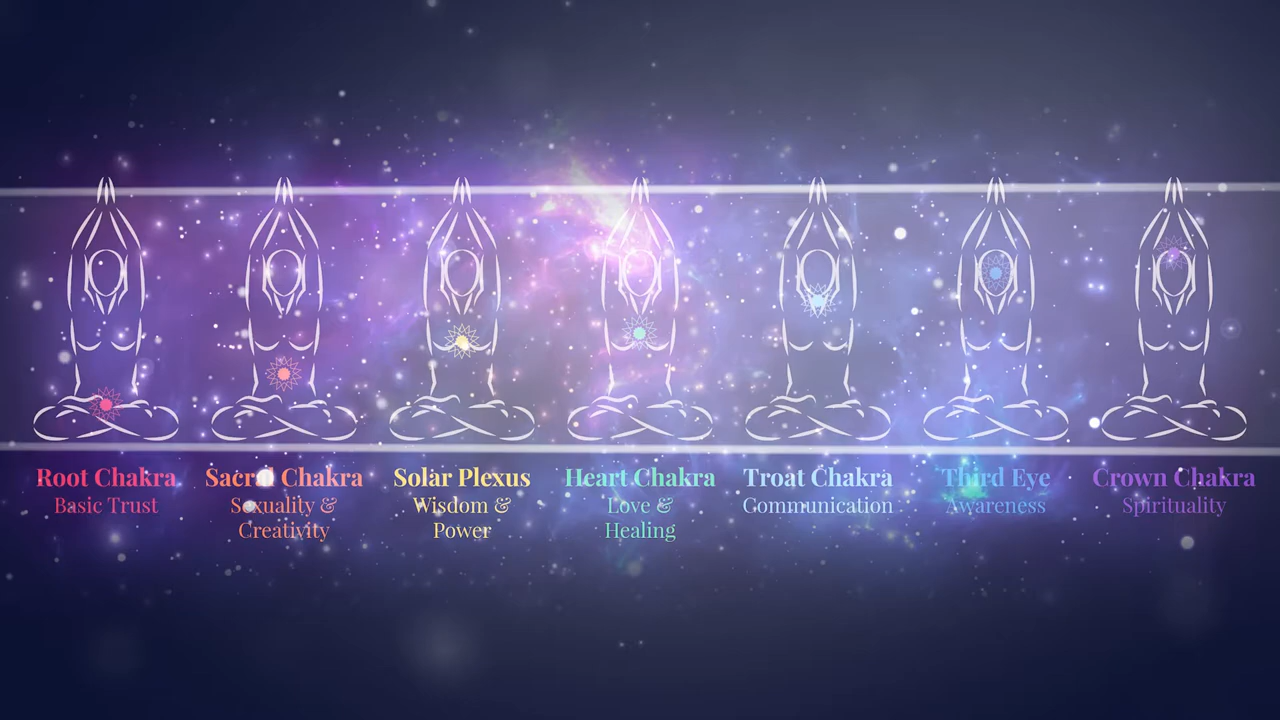 Root Chakra
Basic Trust
Sacral Chakra
Sexuality &
Creativity
Solar Plexus
Wisdom &
Power
Heart Chakra
Love &
Healing
Troat Chakra
Communication
Third Eye
Awareness
Crown Chakra
Spirituality